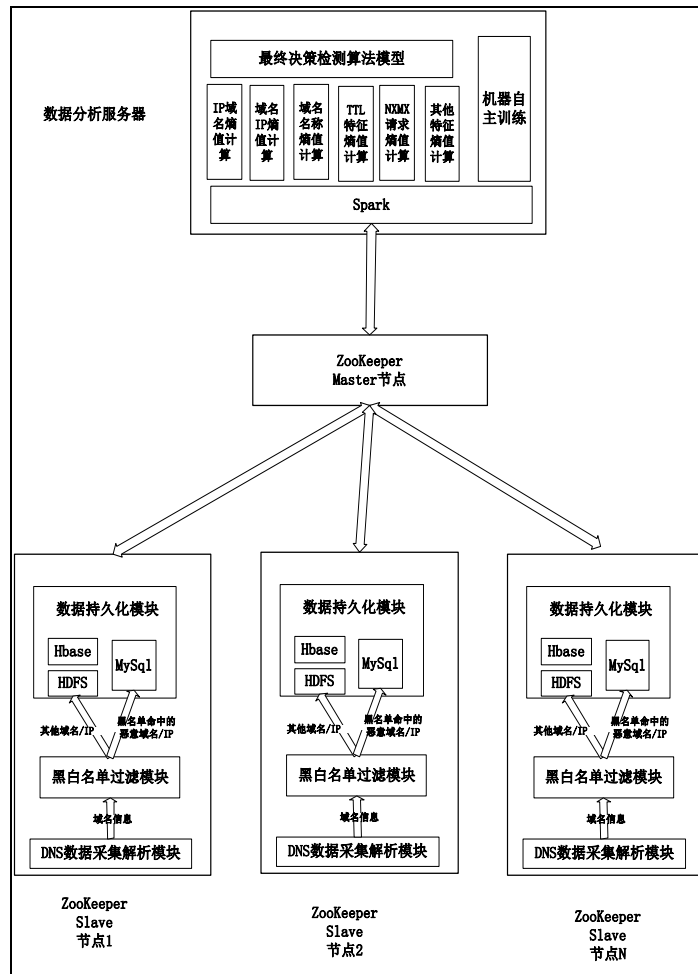 数据分析服务器
最终决策检测算法模型
IP域
名熵
值计
算
域名
IP熵
值计
算
域名
名称
熵值
计算
TTL
特征
熵值
计算
NXMX
请求
熵值
计算
其他
特征
熵值
计算
机器自
主训练
Spark
ZooKeeper
Master节点
数据持久化模块
Hbase
HDFS
MySql
其他域名/IP
黑名单命中的
恶意域名/IP
黑白名单过滤模块
域名信息
DNS数据采集解析模块
ZooKeeper
Slave
节点1
数据持久化模块
Hbase
HDFS
MySql
其他域名/IP
黑名单命中的
恶意域名/IP
黑白名单过滤模块
域名信息
DNS数据采集解析模块
ZooKeeper
Slave
节点2
数据持久化模块
Hbase
HDFS
MySql
其他域名/IP
黑名单命中的
恶意域名/IP
黑白名单过滤模块
域名信息
DNS数据采集解析模块
ZooKeeper
Slave
节点N